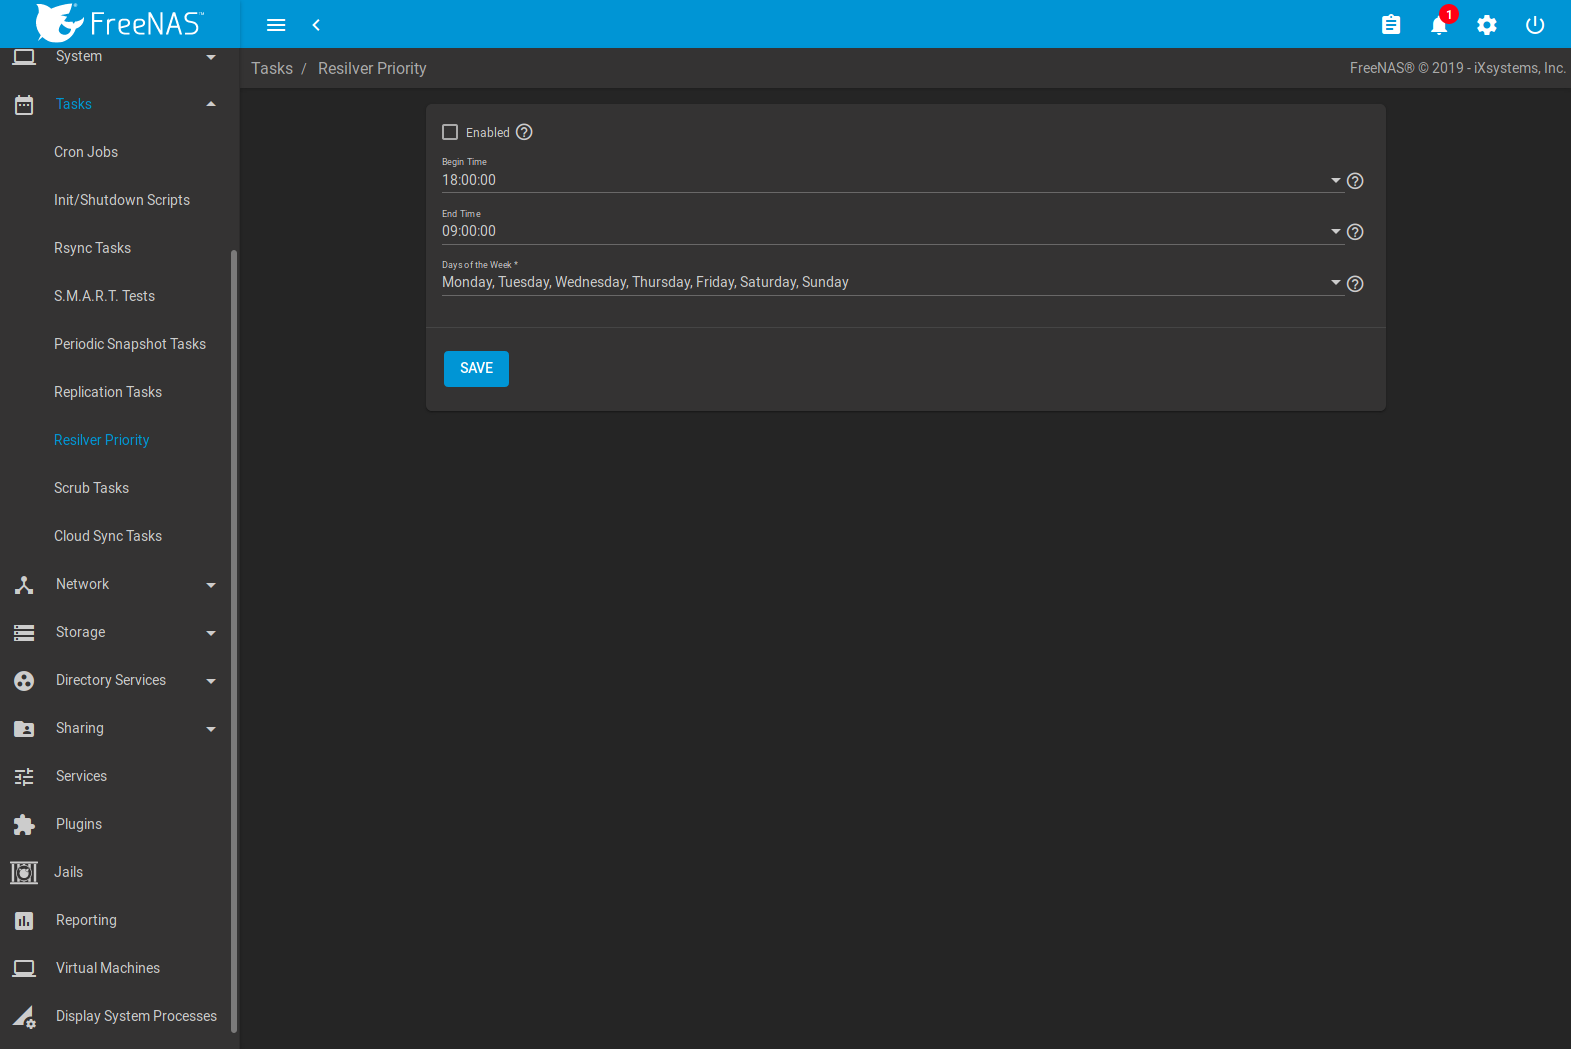 FreeNAS™
1
System
Tasks / Resilver Priority
FreeNAS® © 2019 - iXsystems, Inc.
Tasks
Cron Jobs
Init/Shutdown Scripts
Rsync Tasks
S.M.A.R.T. Tests
Periodic Snapshot Tasks
Replication Tasks
Resilver Priority
Scrub Tasks
Cloud Sync Tasks
Network
Storage
Directory Services
Sharing
Services
Plugins
Jails
Reporting
Virtual Machines
Display System Processes
Enabled
Begin Time
18:00:00
End Time
09:00:00
Days of the Week *
Monday, Tuesday, Wednesday, Thursday, Friday, Saturday, Sunday
SAVE